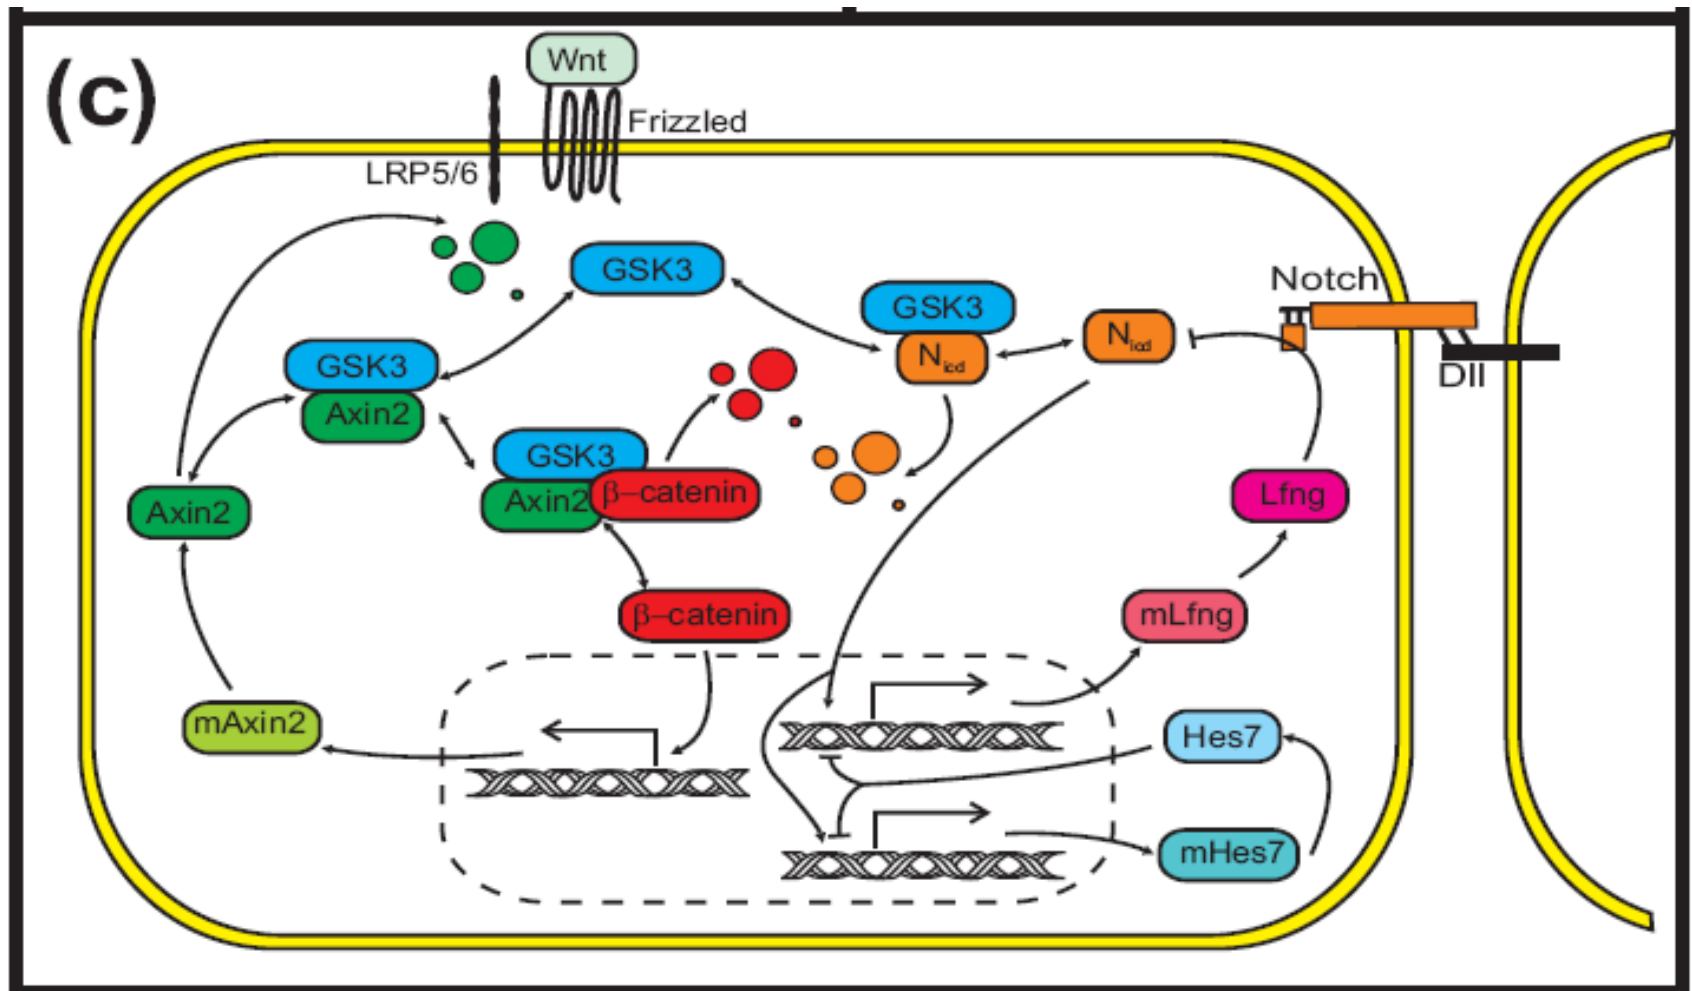 (c)
Wnt
Frizzled
LRP5/6
GSK3
Notch
GSK3
Nicd
Nicd
GSK3
Axin2
Dll
GSK3
Axin2
β–catenin
Axin2
Lfng
β–catenin
mLfng
mAxin2
Hes7
mHes7